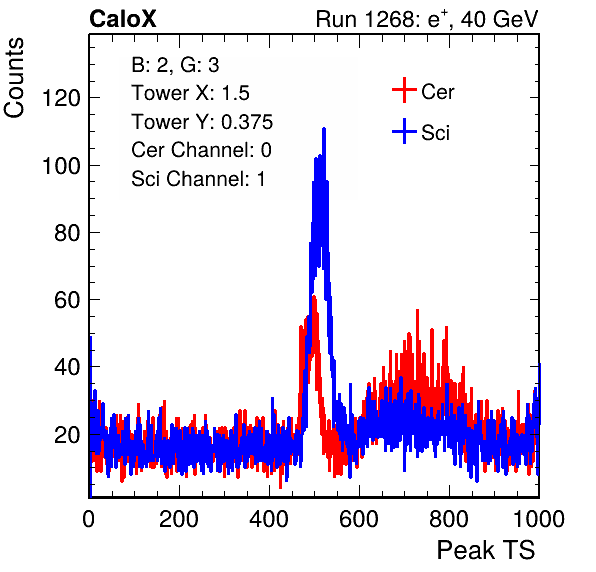 CaloX Run 1268: e⁺, 40 GeV
Counts
B: 2, G: 3
Tower X: 1.5
Tower Y: 0.375
Cer Channel: 0
Sci Channel: 1
Cer
Sci
120
100
80
60
40
20
0 200 400 600 800 1000
Peak TS